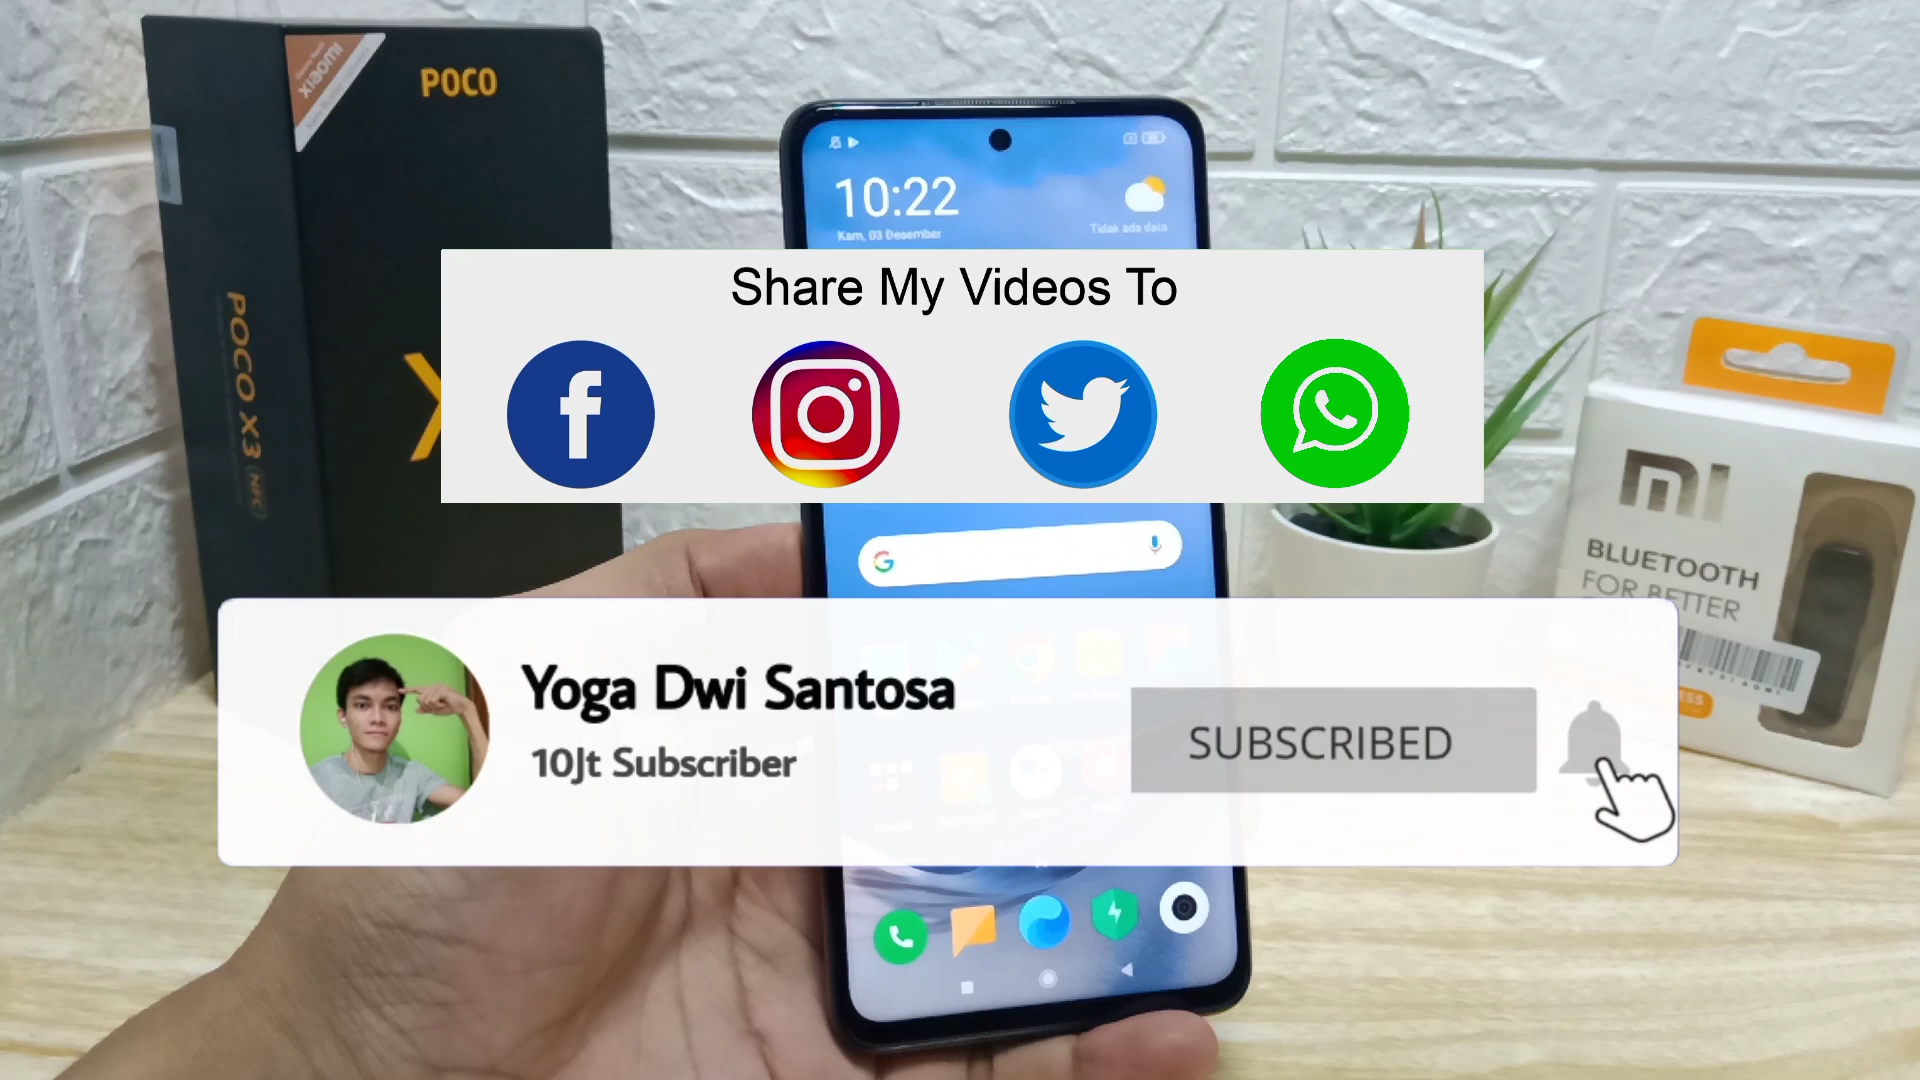 xiaomi
POCO
POCO X3 NFC
X
10:22
Kam, 03 Desember
Tidak ada data
Share My Videos To
mi
BLUETOOTH
FOR BETTER
Yoga Dwi Santosa
10Jt Subscriber
SUBSCRIBED